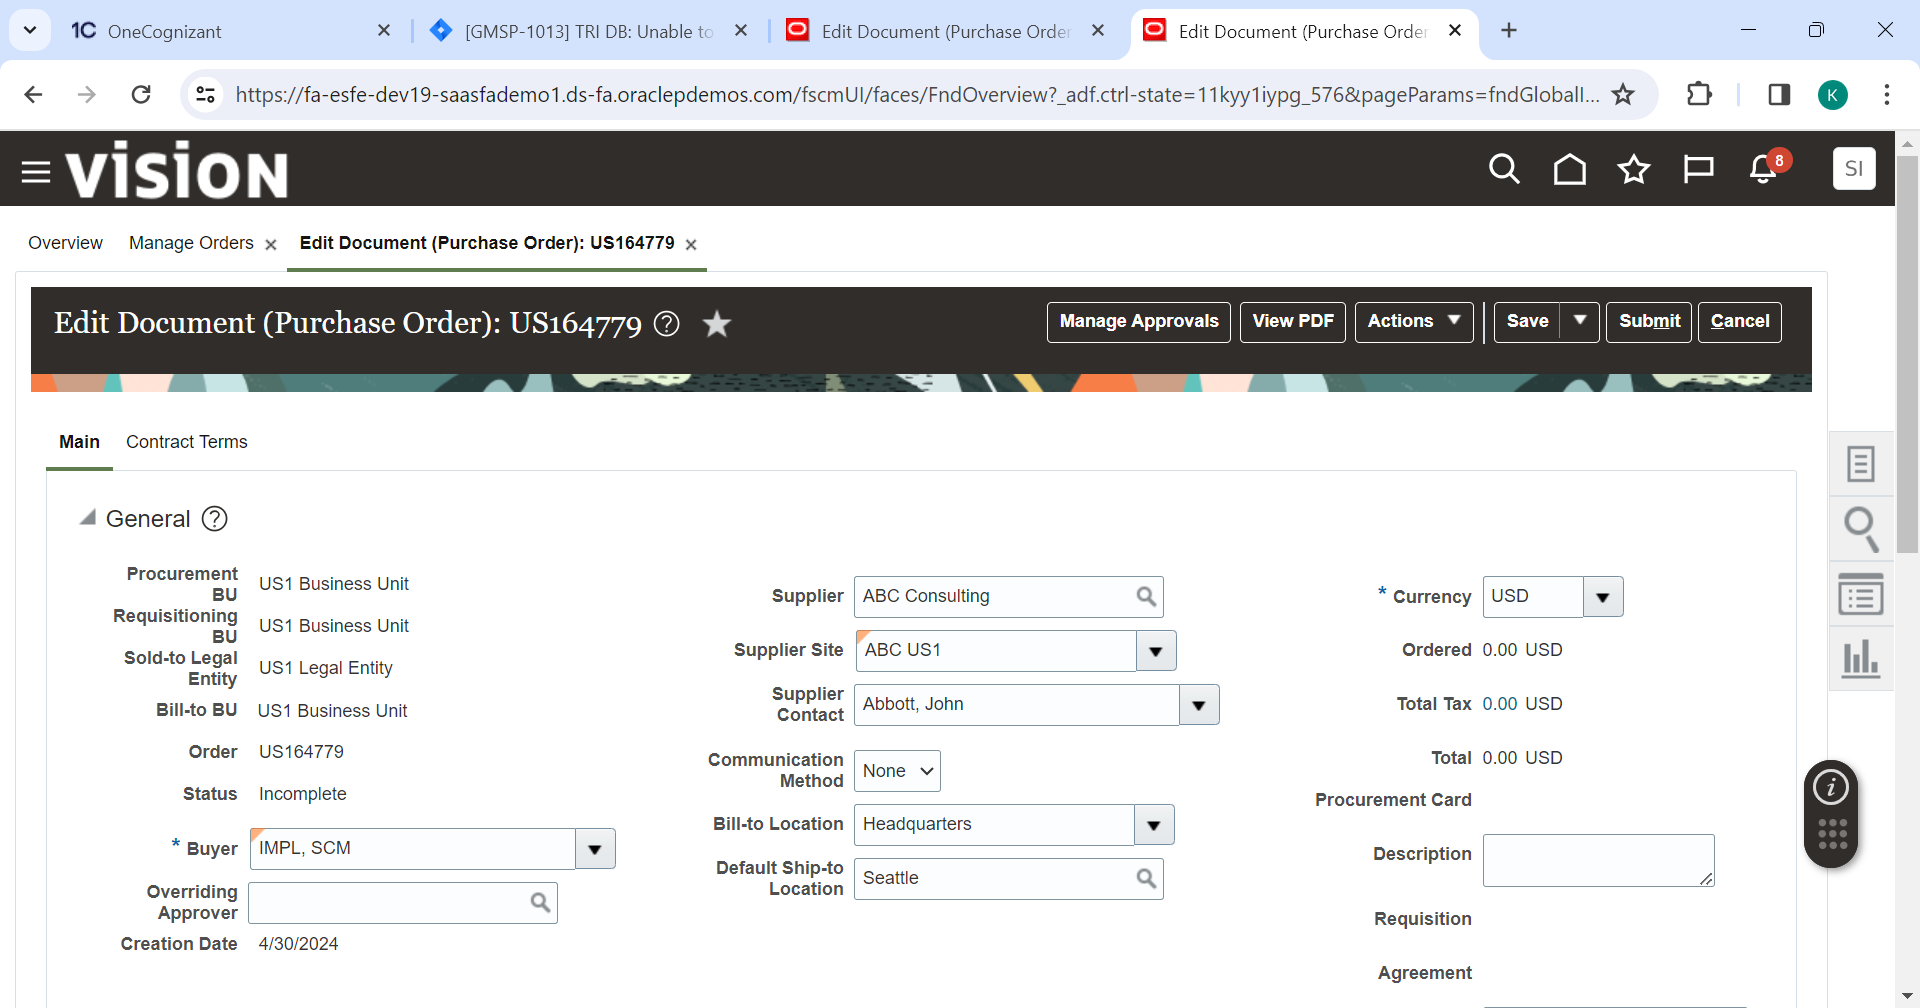 1C OneCognizant
[GMSP-1013] TRI DB: Unable to
Edit Document (Purchase Order
Edit Document (Purchase Order
https://fa-esfe-dev19-saasfademo1.ds-fa.oraclepdemos.com/fscmUI/faces/FndOverview?_adf.ctrl-state=11kyy1iypg_576&pageParams=fndGlobalI...
K
VISION
8
SI
Overview Manage Orders Edit Document (Purchase Order): US164779
Edit Document (Purchase Order): US164779
Manage Approvals View PDF Actions Save Submit Cancel
Main Contract Terms
General
Procurement BU US1 Business Unit
Requisitioning BU US1 Business Unit
Sold-to Legal Entity US1 Legal Entity
Bill-to BU US1 Business Unit
Order US164779
Status Incomplete
* Buyer IMPL, SCM
Overriding Approver
Creation Date 4/30/2024
Supplier ABC Consulting
Supplier Site ABC US1
Supplier Contact Abbott, John
Communication Method None
Bill-to Location Headquarters
Default Ship-to Location Seattle
* Currency USD
Ordered 0.00 USD
Total Tax 0.00 USD
Total 0.00 USD
Procurement Card
Description
Requisition
Agreement